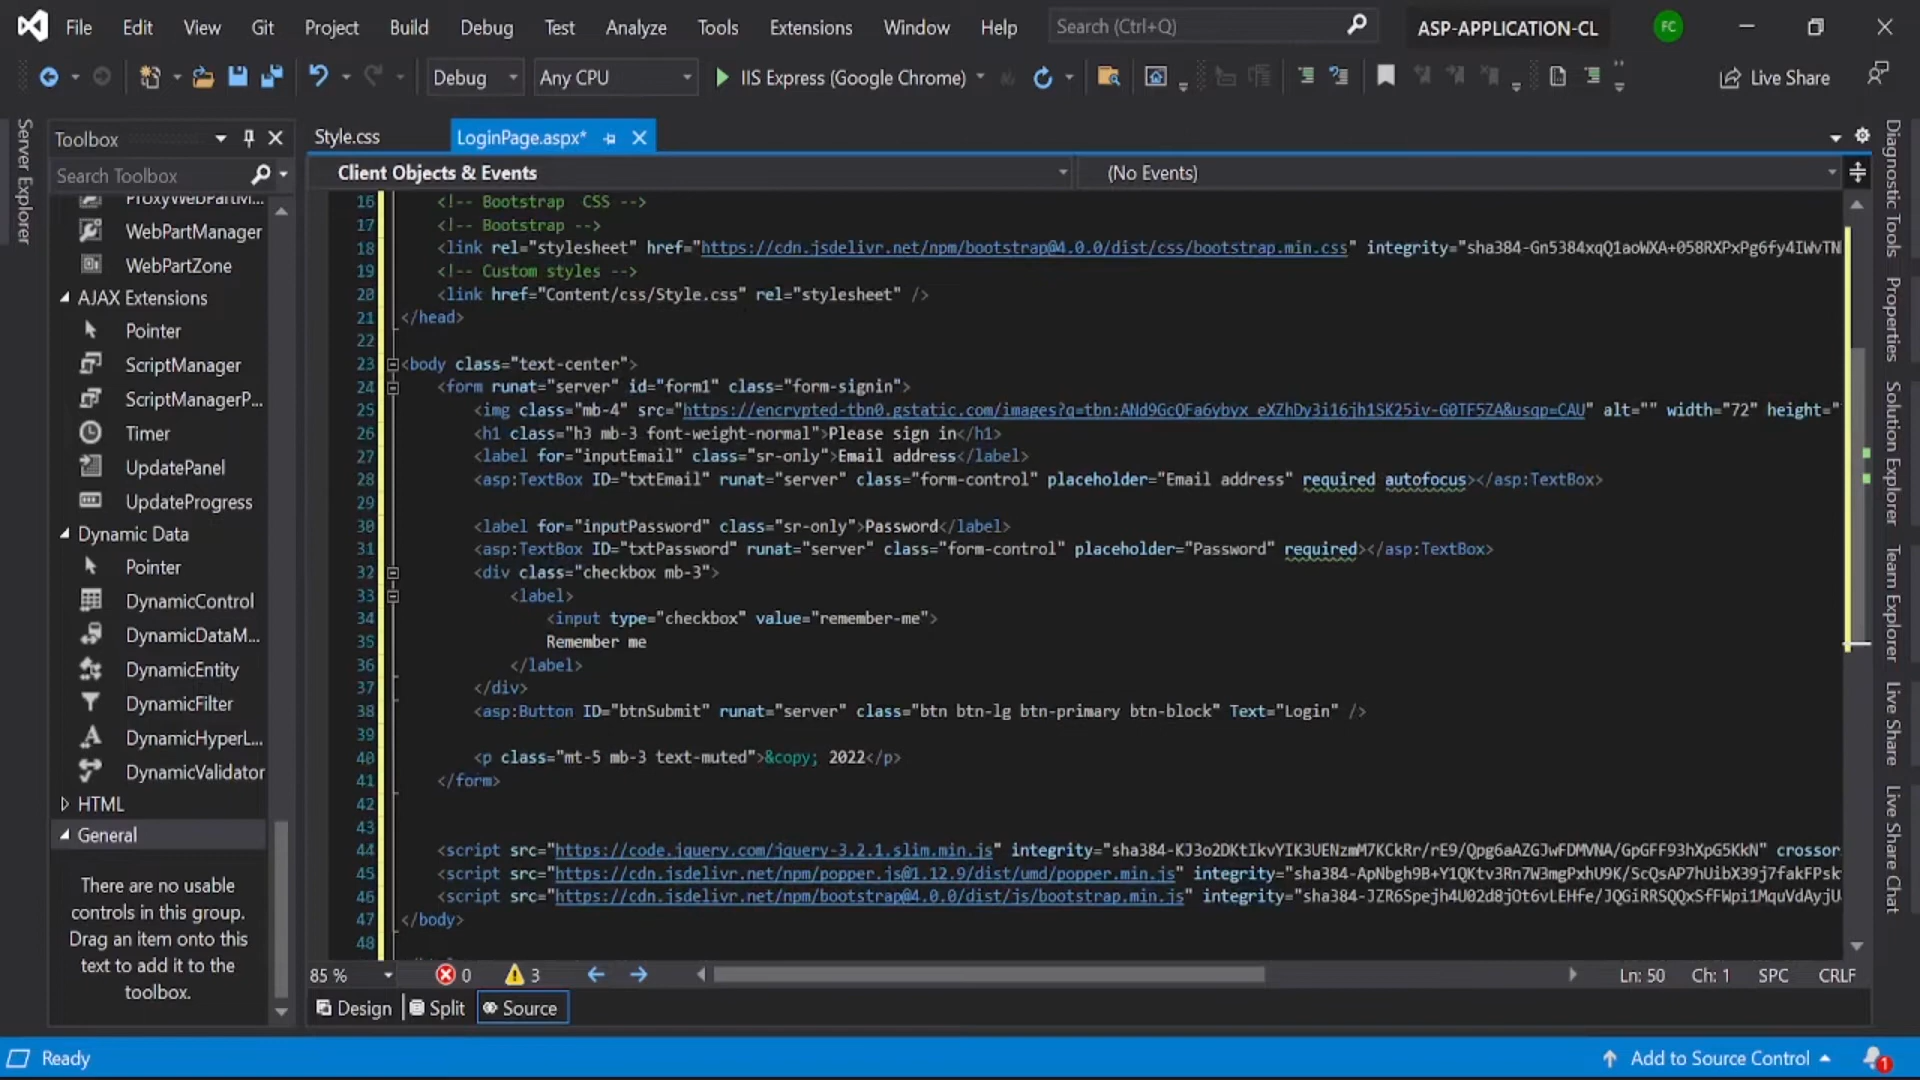 File Edit View Git Project Build Debug Test Analyze Tools Extensions Window Help Search (Ctrl+Q) ASP-APPLICATION-CL FC
Debug Any CPU IIS Express (Google Chrome) Live Share
Server Explorer
Toolbox
Search Toolbox
ProxyWebPartM...
WebPartManager
WebPartZone
AJAX Extensions
Pointer
ScriptManager
ScriptManagerP...
Timer
UpdatePanel
UpdateProgress
Dynamic Data
Pointer
DynamicControl
DynamicDataM...
DynamicEntity
DynamicFilter
DynamicHyperL...
DynamicValidator
HTML
General
There are no usable
controls in this group.
Drag an item onto this
text to add it to the
toolbox.
Style.css LoginPage.aspx*
Client Objects & Events (No Events)
16 <!-- Bootstrap  CSS -->
17 <!-- Bootstrap -->
18 <link rel="stylesheet" href="https://cdn.jsdelivr.net/npm/bootstrap@4.0.0/dist/css/bootstrap.min.css" integrity="sha384-Gn5384xqQ1aoWXA+058RXPxPg6fy4IWvTN
19 <!-- Custom styles -->
20 <link href="Content/css/Style.css" rel="stylesheet" />
21 </head>
22
23 <body class="text-center">
24 <form runat="server" id="form1" class="form-signin">
25 <img class="mb-4" src="https://encrypted-tbn0.gstatic.com/images?q=tbn:ANd9GcQFa6ybyx_eXZhDy3i16jh1SK25iv-G0TF5ZA&usqp=CAU" alt="" width="72" height="
26 <h1 class="h3 mb-3 font-weight-normal">Please sign in</h1>
27 <label for="inputEmail" class="sr-only">Email address</label>
28 <asp:TextBox ID="txtEmail" runat="server" class="form-control" placeholder="Email address" required autofocus></asp:TextBox>
29
30 <label for="inputPassword" class="sr-only">Password</label>
31 <asp:TextBox ID="txtPassword" runat="server" class="form-control" placeholder="Password" required></asp:TextBox>
32 <div class="checkbox mb-3">
33 <label>
34 <input type="checkbox" value="remember-me">
35 Remember me
36 </label>
37 </div>
38 <asp:Button ID="btnSubmit" runat="server" class="btn btn-lg btn-primary btn-block" Text="Login" />
39
40 <p class="mt-5 mb-3 text-muted">&copy; 2022</p>
41 </form>
42
43
44 <script src="https://code.jquery.com/jquery-3.2.1.slim.min.js" integrity="sha384-KJ3o2DKtIkvYIK3UENzmM7KCkRr/rE9/Qpg6aAZGJwFDMVNA/GpGFF93hXpG5KkN" crossor
45 <script src="https://cdn.jsdelivr.net/npm/popper.js@1.12.9/dist/umd/popper.min.js" integrity="sha384-ApNbgh9B+Y1QKtv3Rn7W3mgPxhU9K/ScQsAP7hUibX39j7fakFPsk
46 <script src="https://cdn.jsdelivr.net/npm/bootstrap@4.0.0/dist/js/bootstrap.min.js" integrity="sha384-JZR6Spejh4U02d8jOt6vLEHfe/JQGiRRSQQxSfFWpi1MquVdAyjU
47 </body>
48
85 % 0 3 Ln: 50 Ch: 1 SPC CRLF
Design Split Source
Diagnostic Tools
Properties
Solution Explorer
Team Explorer
Live Share
Live Share Chat
Ready Add to Source Control 1